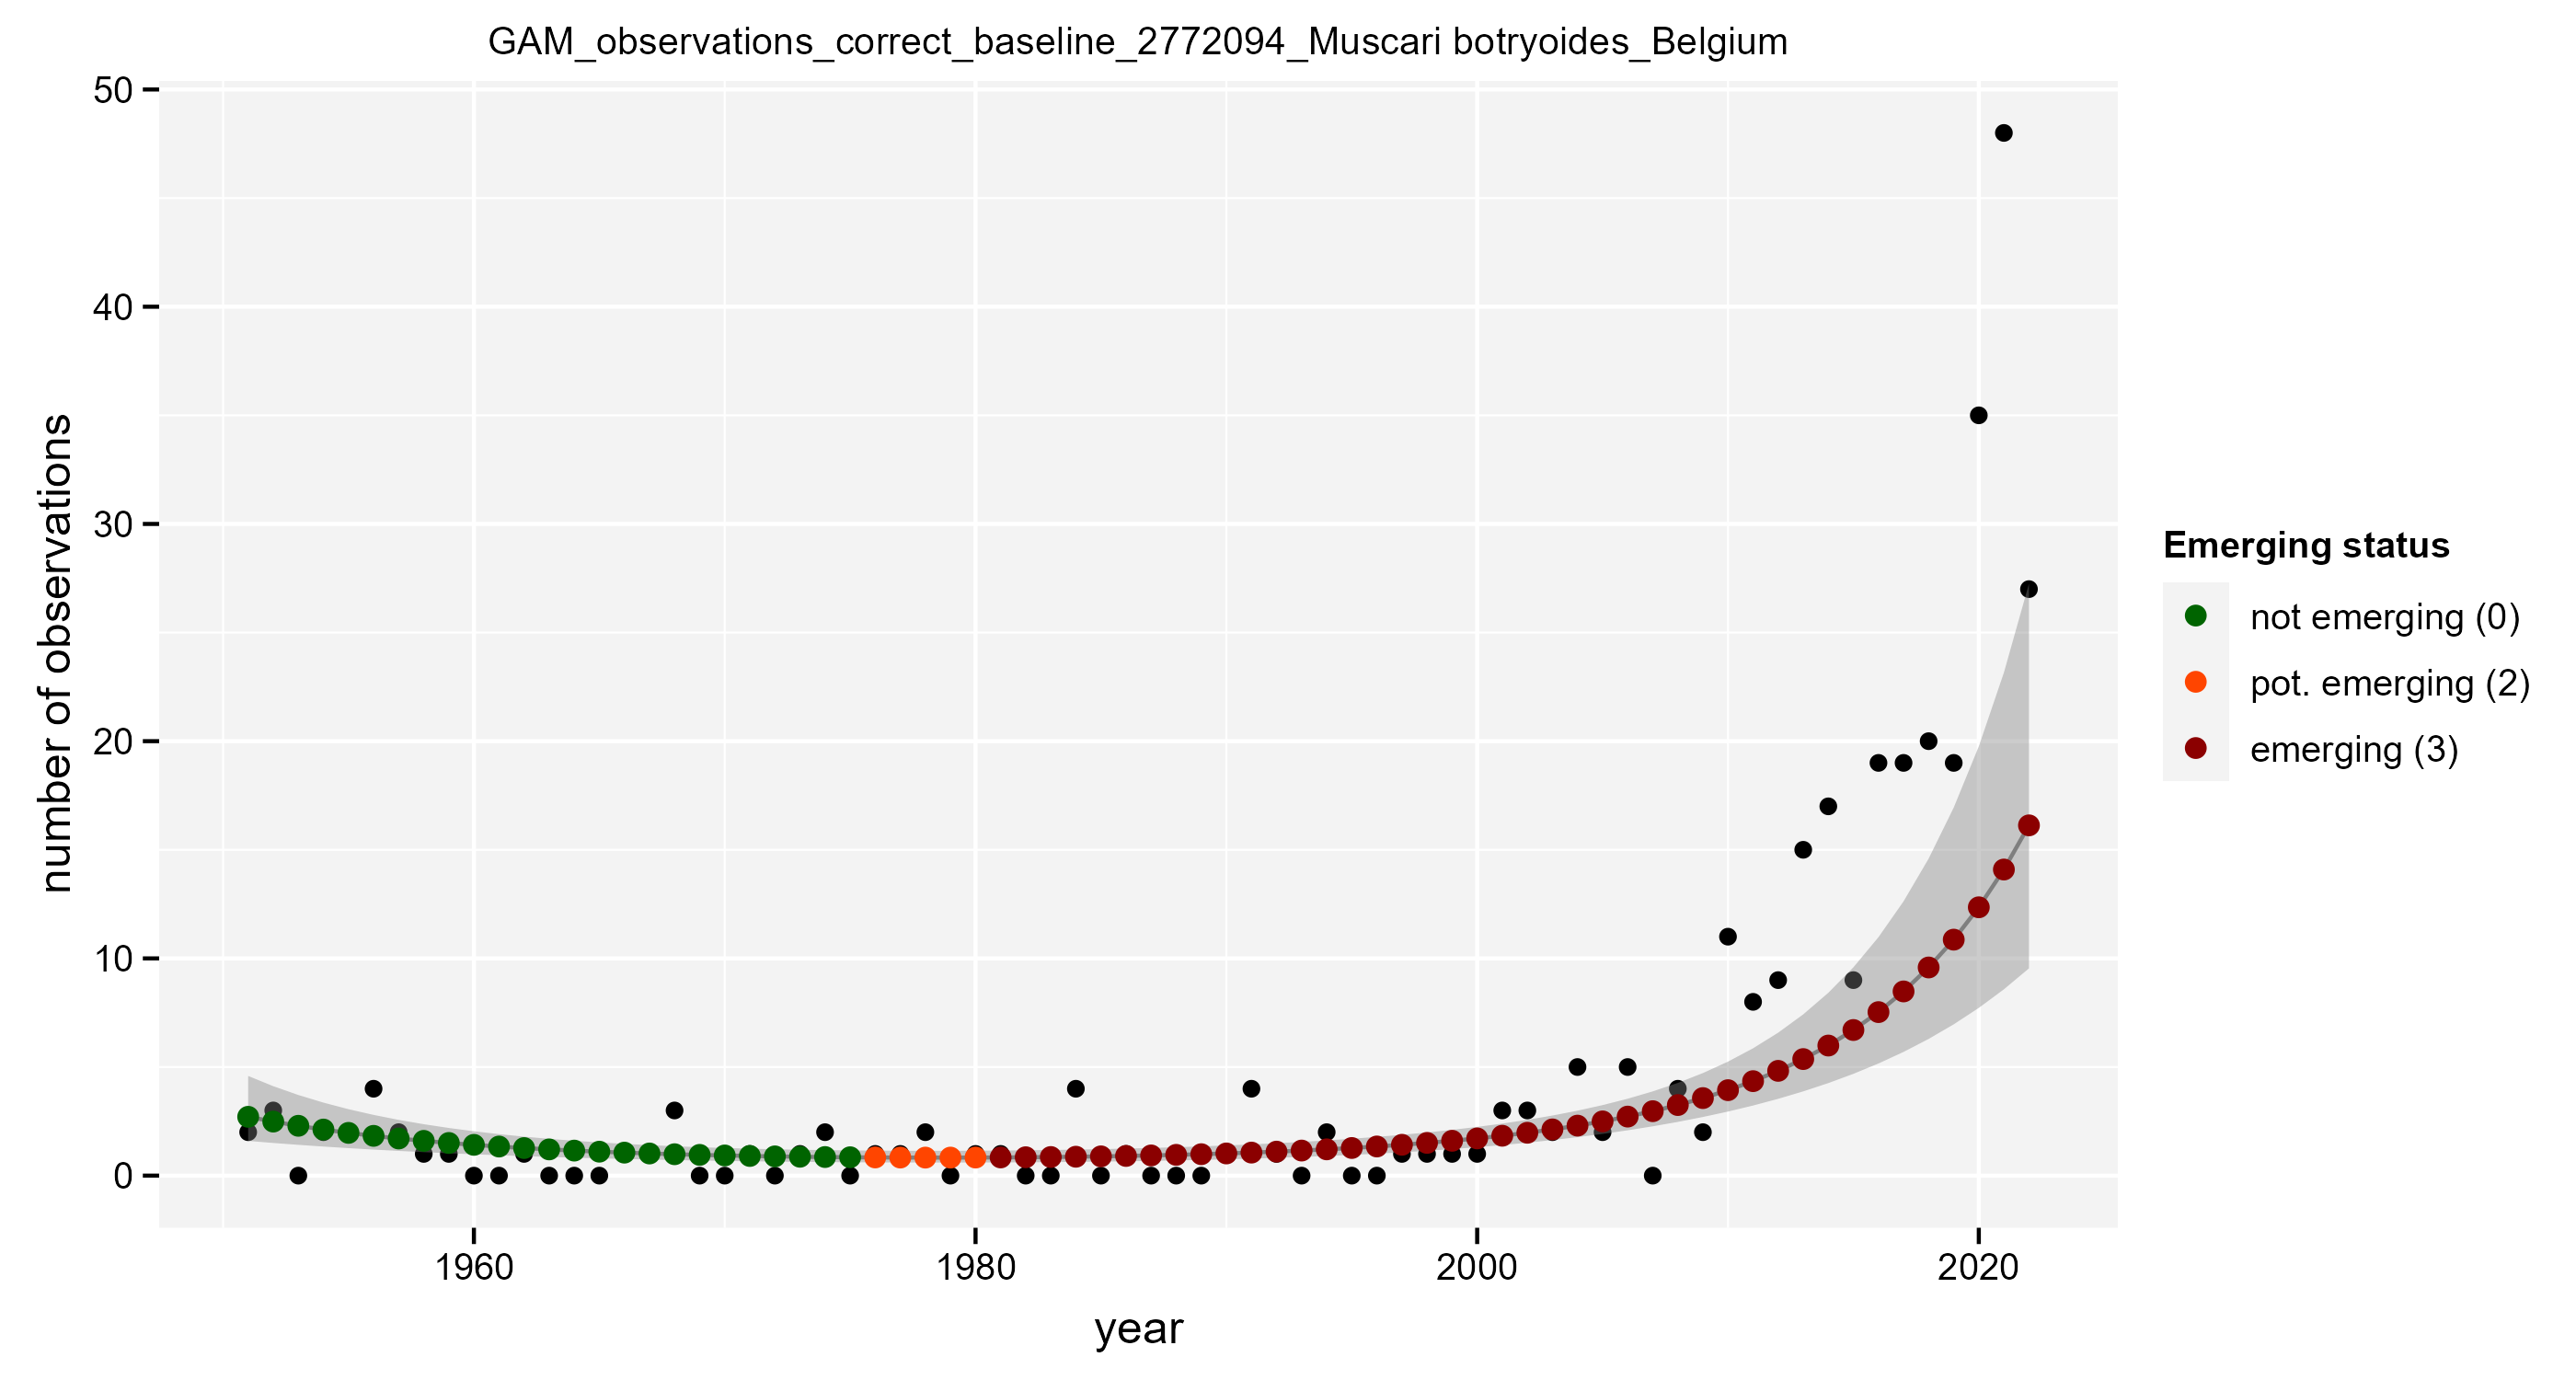 GAM_observations_correct_baseline_2772094_Muscari botryoides_Belgium
number of observations
50
40
30
20
10
0
1960
1980
2000
2020
year
Emerging status
not emerging (0)
pot. emerging (2)
emerging (3)